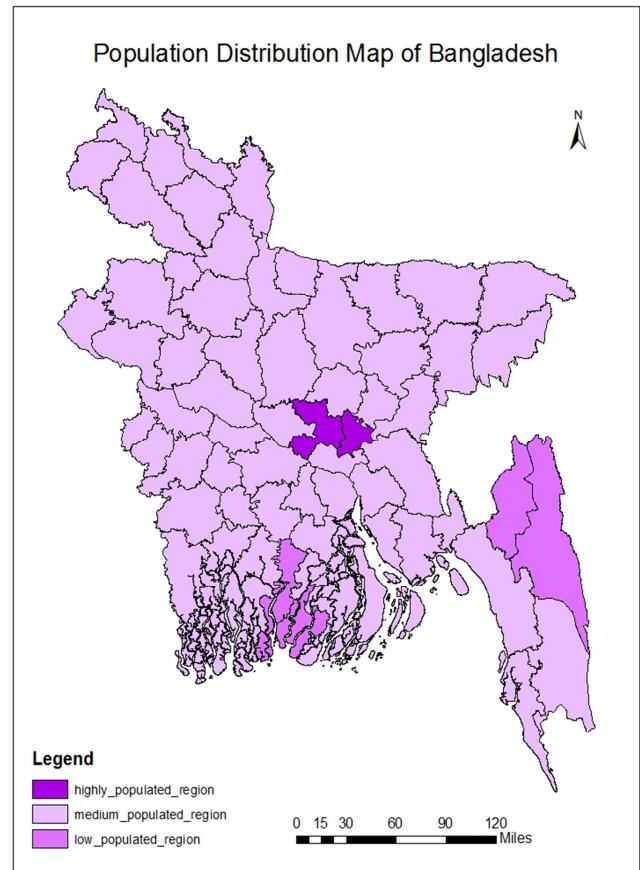 Population Distribution Map of Bangladesh
N
Legend
highly_populated_region
medium_populated_region
low_populated_region
0 15 30 60 90 120
Miles